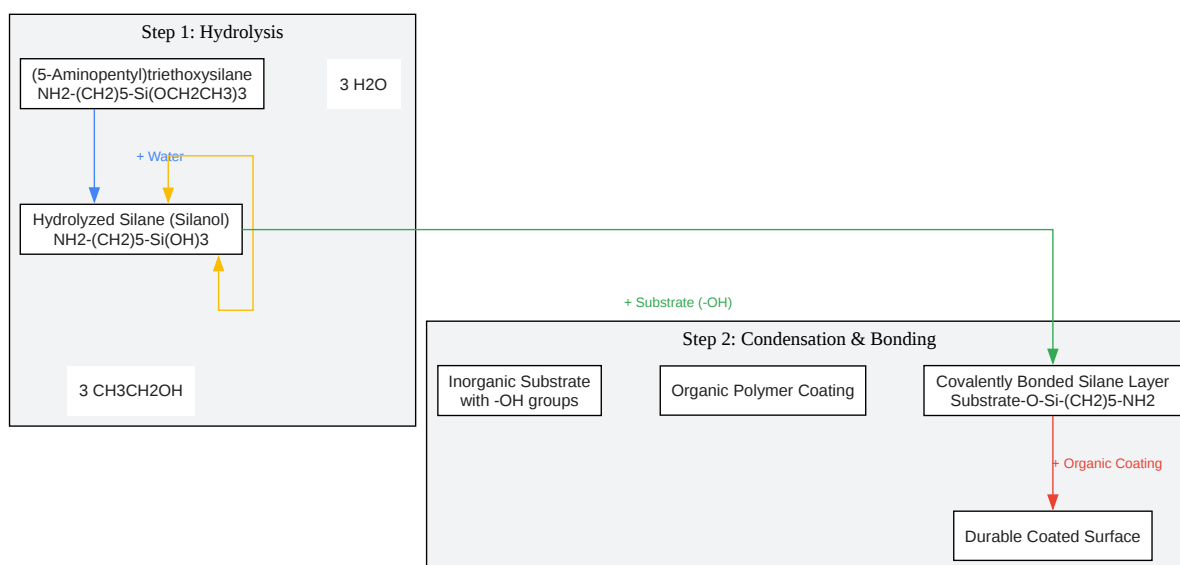 Step 1: Hydrolysis
(5-Aminopentyl)triethoxysilane
NH2-(CH2)5-Si(OCH2CH3)3
3 H2O
+ Water
Hydrolyzed Silane (Silanol)
NH2-(CH2)5-Si(OH)3
3 CH3CH2OH
+ Substrate (-OH)
Step 2: Condensation & Bonding
Inorganic Substrate
with -OH groups
Organic Polymer Coating
Covalently Bonded Silane Layer
Substrate-O-Si-(CH2)5-NH2
+ Organic Coating
Durable Coated Surface